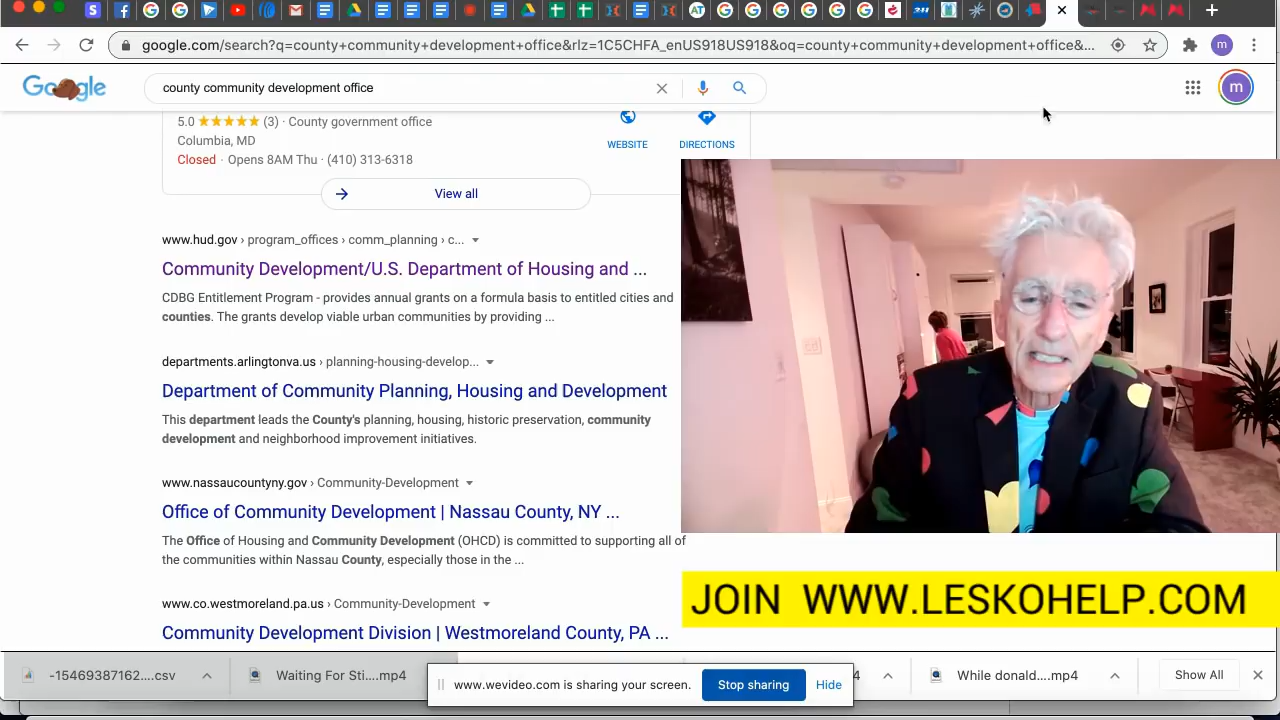 google.com/search?q=county+community+development+office&rlz=1C5CHFA_enUS918US918&oq=county+community+development+office&...
m
Google
county community development office
m
5.0 ★★★★★ (3) · County government office
Columbia, MD
Closed · Opens 8AM Thu · (410) 313-6318
WEBSITE
DIRECTIONS
View all
www.hud.gov › program_offices › comm_planning › c...
Community Development/U.S. Department of Housing and ...
CDBG Entitlement Program - provides annual grants on a formula basis to entitled cities and
counties. The grants develop viable urban communities by providing ...
departments.arlingtonva.us › planning-housing-develop...
Department of Community Planning, Housing and Development
This department leads the County's planning, housing, historic preservation, community
development and neighborhood improvement initiatives.
www.nassaucountyny.gov › Community-Development
Office of Community Development | Nassau County, NY ...
The Office of Housing and Community Development (OHCD) is committed to supporting all of
the communities within Nassau County, especially those in the ...
www.co.westmoreland.pa.us › Community-Development
Community Development Division | Westmoreland County, PA ...
JOIN WWW.LESKOHELP.COM
-15469387162....csv
Waiting For Sti....mp4
www.wevideo.com is sharing your screen.
Stop sharing
Hide
4
While donald....mp4
Show All